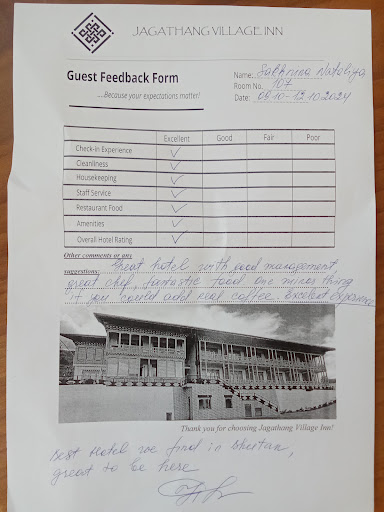 JAGATHANG VILLAGE INN
Guest Feedback Form
....Because your expectations matter!
Name: Sakhnina Nataliya
Room No. 107
Date: 08.10-12.10.2024
Excellent Good Fair Poor
Check-in Experience ✓
Cleanliness ✓
Housekeeping ✓
Staff Service ✓
Restaurant Food ✓
Amenities ✓
Overall Hotel Rating ✓
Other comments or any
suggestions: Great hotel with good management
great chef, fantastic food one minus thing
if you could add real coffee. Excellent experience
Thank you for choosing Jagathang Village Inn!
Best Hotel we find in Bhutan,
great to be here